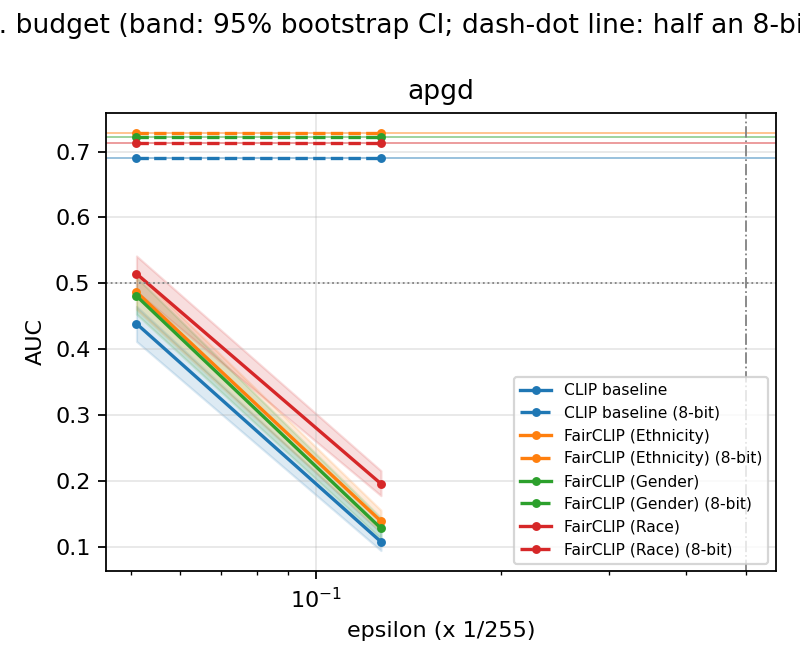 . budget (band: 95% bootstrap CI; dash-dot line: half an 8-bi
apgd
AUC
0.7
0.6
0.5
0.4
0.3
0.2
0.1
10⁻¹
epsilon (x 1/255)
CLIP baseline
CLIP baseline (8-bit)
FairCLIP (Ethnicity)
FairCLIP (Ethnicity) (8-bit)
FairCLIP (Gender)
FairCLIP (Gender) (8-bit)
FairCLIP (Race)
FairCLIP (Race) (8-bit)